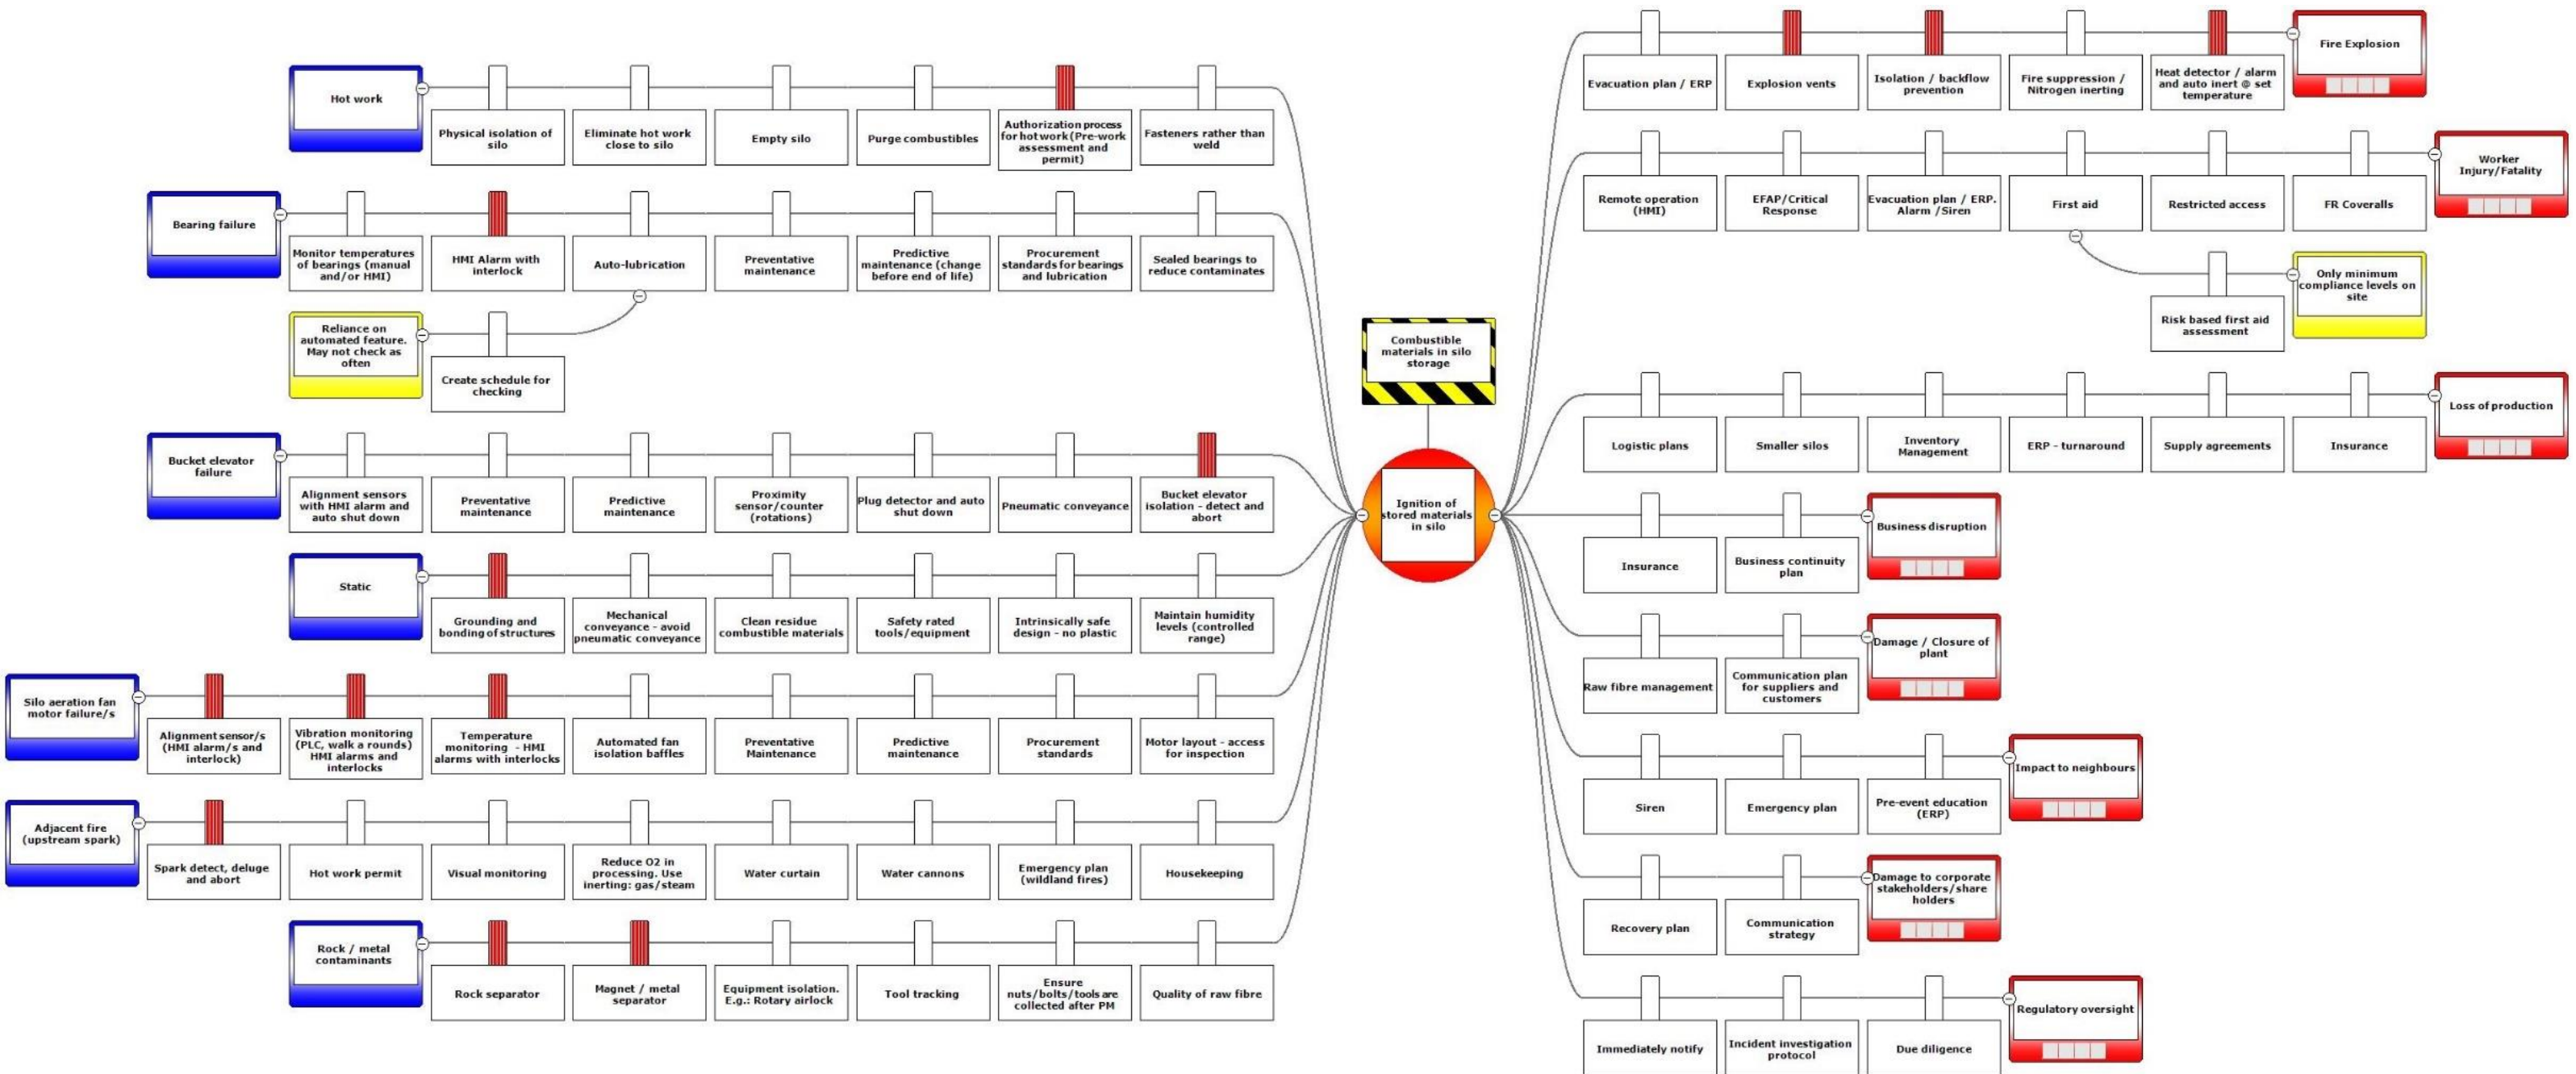 Hot work
Physical isolation of
silo
Eliminate hot work
close to silo
Empty silo
Purge combustibles
Authorization process
for hot work (Pre-work
assessment and
permit)
Fasteners rather than
weld
Bearing failure
Monitor temperatures
of bearings (manual
and/or HMI)
HMI Alarm with
interlock
Auto-lubrication
Preventative
maintenance
Predictive
maintenance (change
before end of life)
Procurement
standards for bearings
and lubrication
Sealed bearings to
reduce contaminates
Reliance on
automated feature.
May not check as
often
Create schedule for
checking
Bucket elevator
failure
Alignment sensors
with HMI alarm and
auto shut down
Preventative
maintenance
Predictive
maintenance
Proximity
sensor/counter
(rotations)
Plug detector and auto
shut down
Pneumatic conveyance
Bucket elevator
isolation - detect and
abort
Static
Grounding and
bonding of structures
Mechanical
conveyance - avoid
pneumatic conveyance
Clean residue
combustible materials
Safety rated
tools/equipment
Intrinsically safe
design - no plastic
Maintain humidity
levels (controlled
range)
Silo aeration fan
motor failure/s
Alignment sensor/s
(HMI alarm/s and
interlock)
Vibration monitoring
(PLC, walk a rounds)
HMI alarms and
interlocks
Temperature
monitoring - HMI
alarms with interlocks
Automated fan
isolation baffles
Preventative
Maintenance
Predictive
maintenance
Procurement
standards
Motor layout - access
for inspection
Adjacent fire
(upstream spark)
Spark detect, deluge
and abort
Hot work permit
Visual monitoring
Reduce O2 in
processing. Use
inerting: gas/steam
Water curtain
Water cannons
Emergency plan
(wildland fires)
Housekeeping
Rock / metal
contaminants
Rock separator
Magnet / metal
separator
Equipment isolation.
E.g.: Rotary airlock
Tool tracking
Ensure
nuts/bolts/tools are
collected after PM
Quality of raw fibre
Combustible
materials in silo
storage
Ignition of
stored materials
in silo
Evacuation plan / ERP
Explosion vents
Isolation / backflow
prevention
Fire suppression /
Nitrogen inerting
Heat detector / alarm
and auto inert @ set
temperature
Fire Explosion
Remote operation
(HMI)
EFAP/Critical
Response
Evacuation plan / ERP.
Alarm /Siren
First aid
Restricted access
FR Coveralls
Worker
Injury/Fatality
Risk based first aid
assessment
Only minimum
compliance levels on
site
Logistic plans
Smaller silos
Inventory
Management
ERP - turnaround
Supply agreements
Insurance
Loss of production
Insurance
Business continuity
plan
Business disruption
Raw fibre management
Communication plan
for suppliers and
customers
Damage / Closure of
plant
Siren
Emergency plan
Pre-event education
(ERP)
Impact to neighbours
Recovery plan
Communication
strategy
Damage to corporate
stakeholders/share
holders
Immediately notify
Incident investigation
protocol
Due diligence
Regulatory oversight